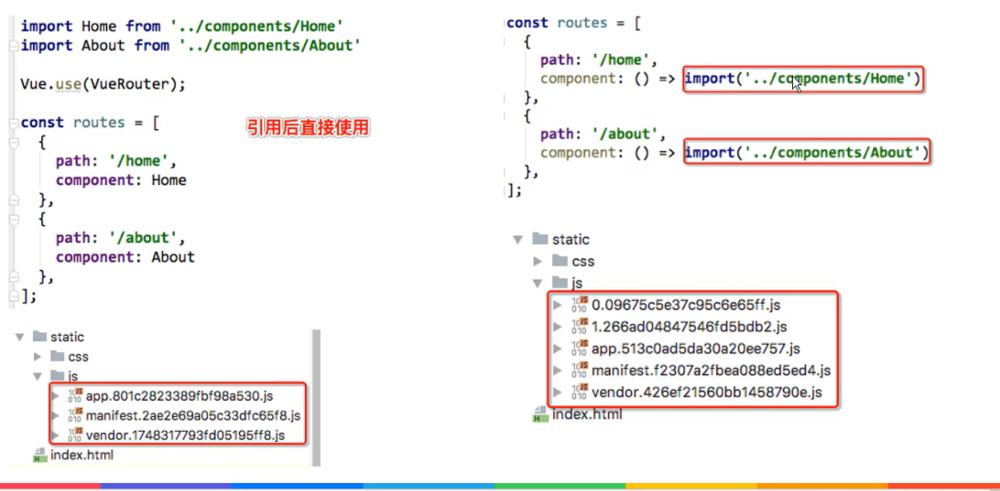 import Home from '../components/Home'
import About from '../components/About'
Vue.use(VueRouter);
const routes = [
{
path: '/home',
component: Home
},
{
path: '/about',
component: About
},
];
引用后直接使用
static
css
js
app.801c2823389fbf98a530.js
manifest.2ae2e69a05c33dfc65f8.js
vendor.1748317793fd05195ff8.js
index.html
const routes = [
{
path: '/home',
component: () => import('../components/Home')
},
{
path: '/about',
component: () => import('../components/About')
},
];
static
css
js
0.09675c5e37c95c6e65ff.js
1.266ad04847546fd5bdb2.js
app.513c0ad5da30a20ee757.js
manifest.f2307a2fbea088ed5ed4.js
vendor.426ef21560bb1458790e.js
index.html